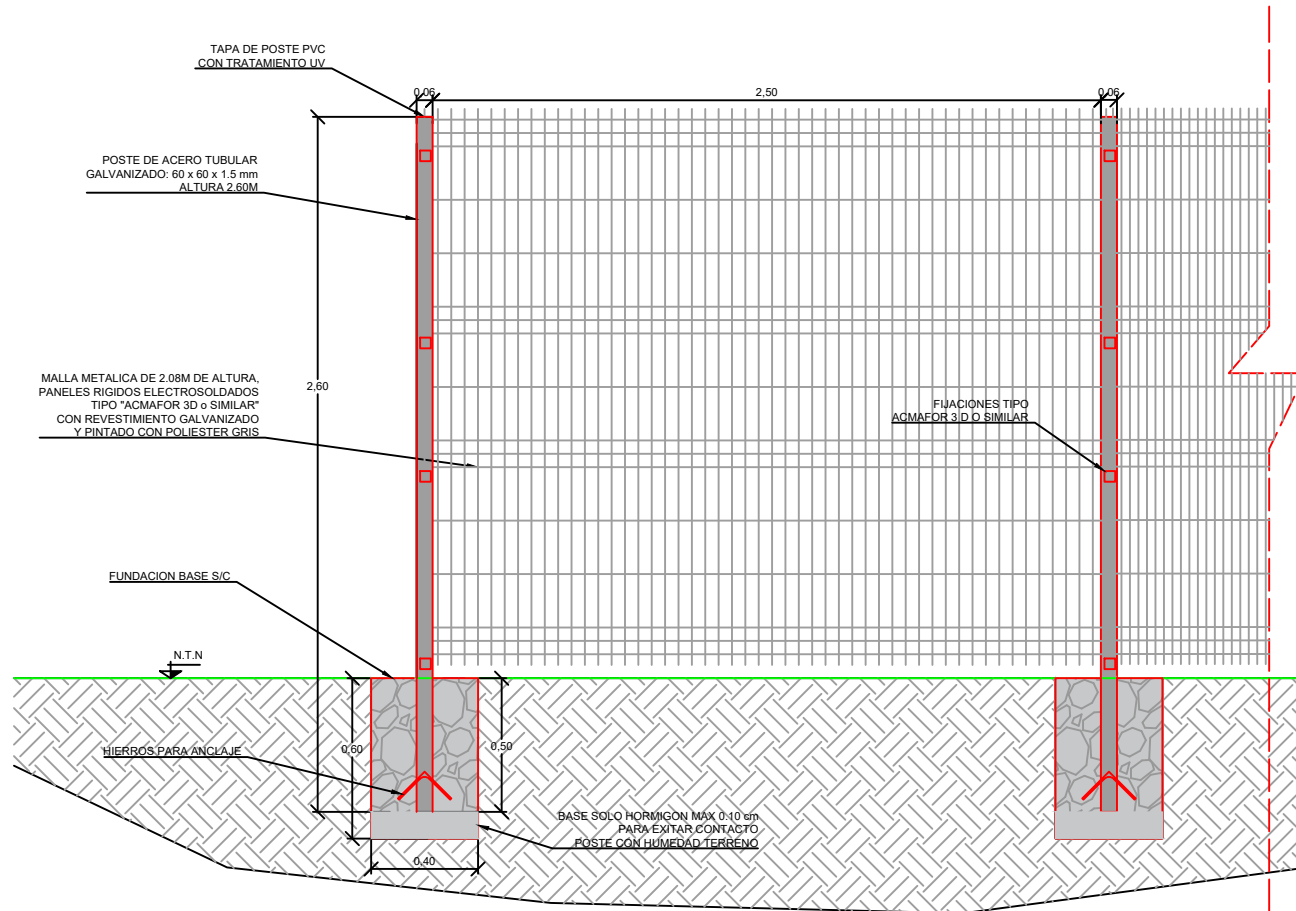 TAPA DE POSTE PVC
CON TRATAMIENTO UV
0,06
2,50
0,06
POSTE DE ACERO TUBULAR
GALVANIZADO: 60 x 60 x 1.5 mm
ALTURA 2.60M
2,60
MALLA METALICA DE 2.08M DE ALTURA,
PANELES RIGIDOS ELECTROSOLDADOS
TIPO "ACMAFOR 3D o SIMILAR"
CON REVESTIMIENTO GALVANIZADO
Y PINTADO CON POLIESTER GRIS
FIJACIONES TIPO
ACMAFOR 3 D O SIMILAR
FUNDACION BASE S/C
N.T.N
HIERROS PARA ANCLAJE
0,60
0,50
BASE SOLO HORMIGON MAX 0.10 cm
PARA EXITAR CONTACTO
POSTE CON HUMEDAD TERRENO
0,40